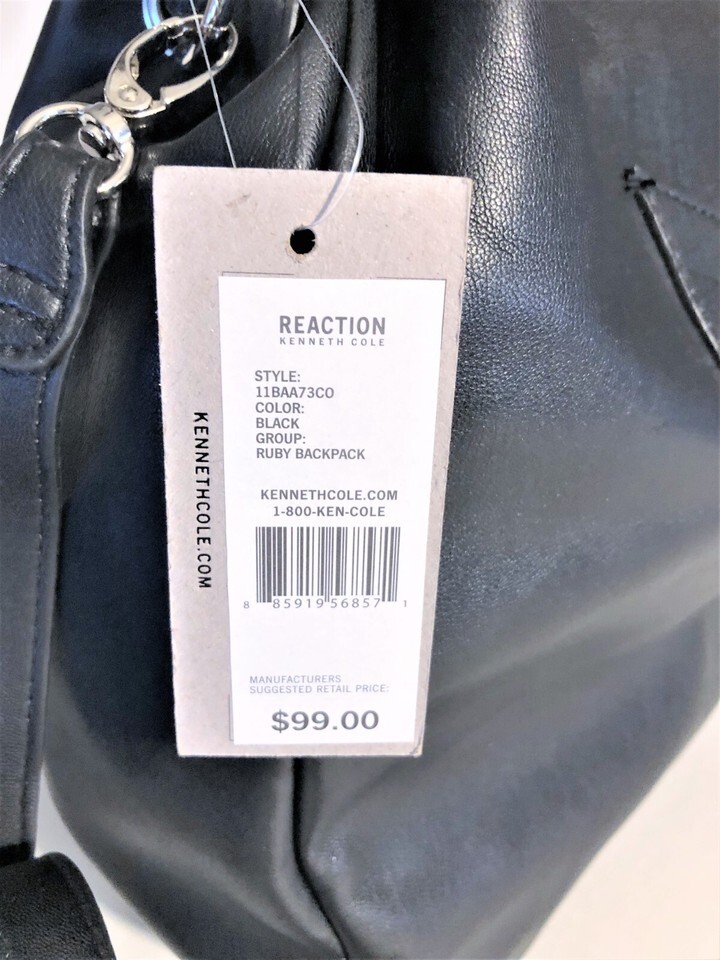 REACTION
KENNETH COLE
STYLE:
11BAA73CO
COLOR:
BLACK
GROUP:
RUBY BACKPACK
KENNETHCOLE.COM
1-800-KEN-COLE
8 85919 56857 1
MANUFACTURERS
SUGGESTED RETAIL PRICE:
$99.00
KENNETHCOLE.COM